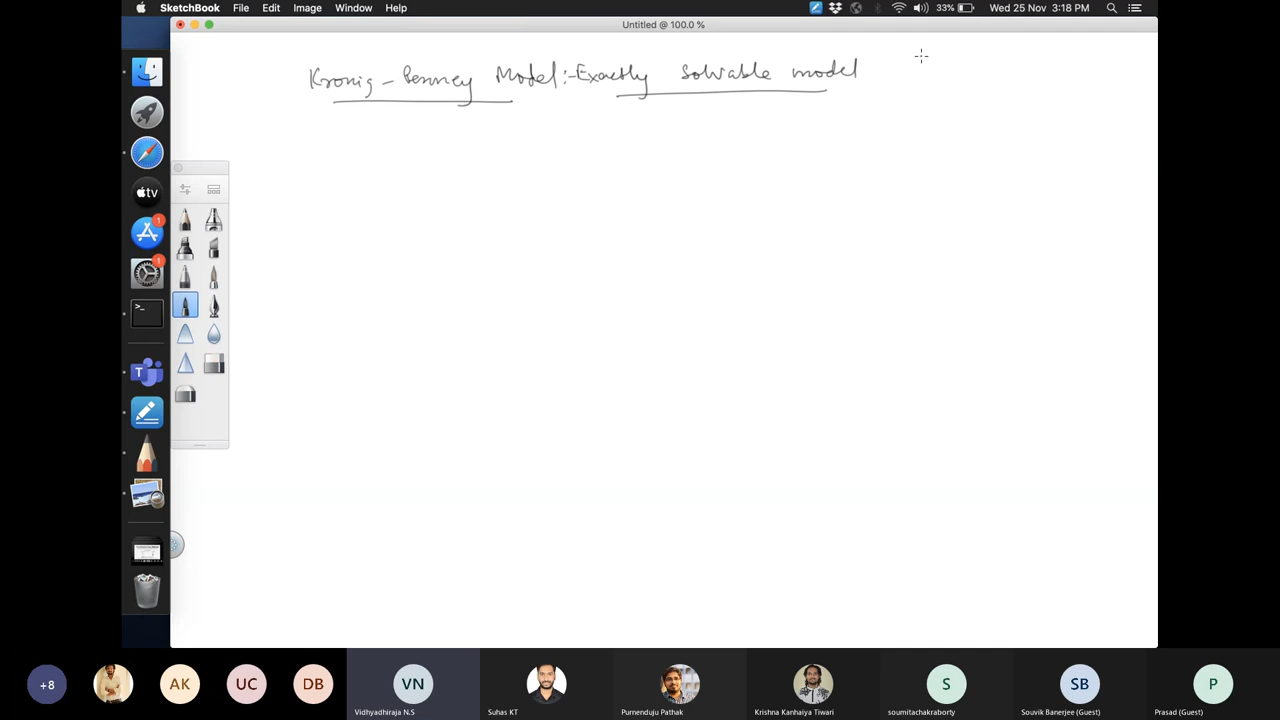 SketchBook File Edit Image Window Help 33% Wed 25 Nov 3:18 PM
Untitled @ 100.0 %
Kronig - Penney Model:- Exactly Solvable model
tv
1
1
>_
T
+8 AK UC DB VN S SB P
Vidhyadhiraja N.S Suhas KT Purnenduju Pathak Krishna Kanhaiya Tiwari soumitachakraborty Souvik Banerjee (Guest) Prasad (Guest)